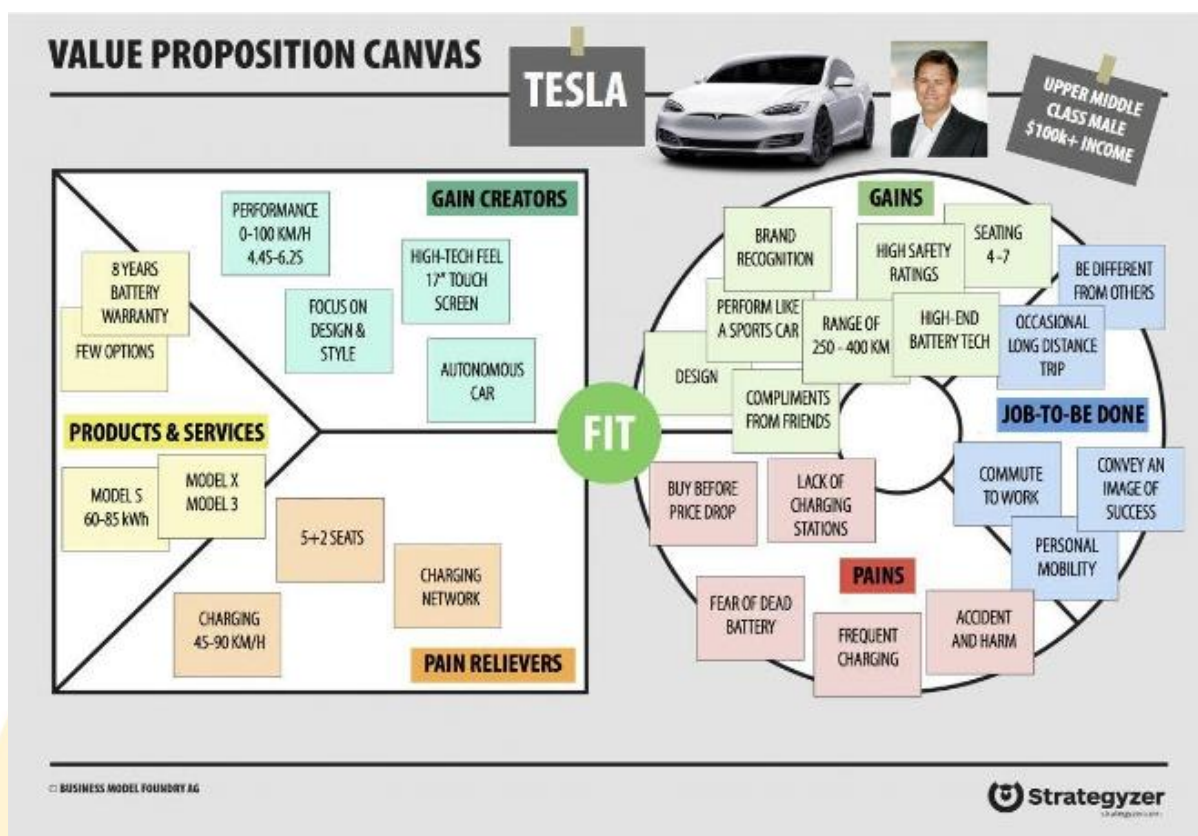 VALUE PROPOSITION CANVAS
TESLA
UPPER MIDDLE
CLASS MALE
$100k+ INCOME
GAIN CREATORS
PERFORMANCE
0-100 KM/H
4.45-6.25
HIGH-TECH FEEL
17" TOUCH
SCREEN
FOCUS ON
DESIGN &
STYLE
AUTONOMOUS
CAR
8 YEARS
BATTERY
WARRANTY
FEW OPTIONS
PRODUCTS & SERVICES
MODEL S
60-85 kWh
MODEL X
MODEL 3
5+2 SEATS
CHARGING
NETWORK
CHARGING
45-90 KM/H
PAIN RELIEVERS
FIT
GAINS
BRAND
RECOGNITION
HIGH SAFETY
RATINGS
SEATING
4-7
PERFORM LIKE
A SPORTS CAR
RANGE OF
250 - 400 KM
HIGH-END
BATTERY TECH
DESIGN
COMPLIMENTS
FROM FRIENDS
BE DIFFERENT
FROM OTHERS
OCCASIONAL
LONG DISTANCE
TRIP
JOB-TO-BE DONE
COMMUTE
TO WORK
CONVEY AN
IMAGE OF
SUCCESS
PERSONAL
MOBILITY
BUY BEFORE
PRICE DROP
LACK OF
CHARGING
STATIONS
PAINS
FEAR OF DEAD
BATTERY
FREQUENT
CHARGING
ACCIDENT
AND HARM
BUSINESS MODEL FOUNDRY AG
Strategyzer
strategyzer.com